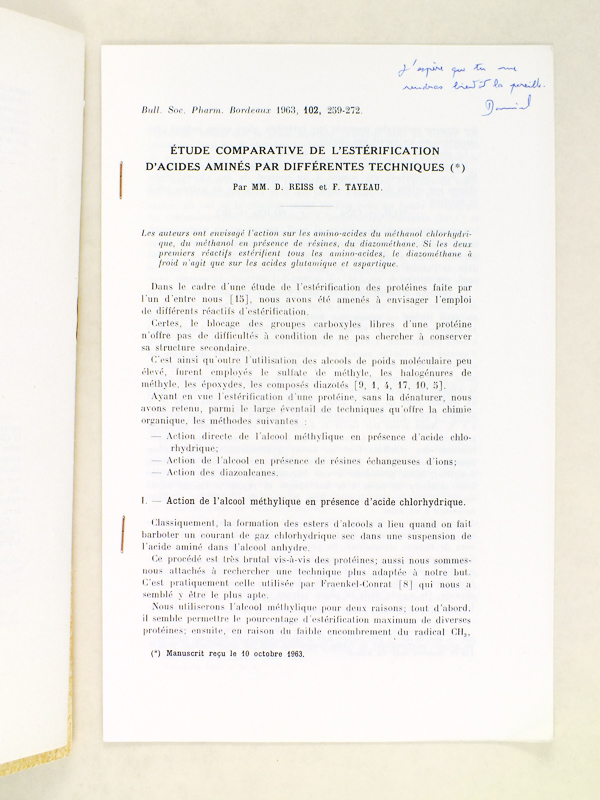 J'espère que tu me
rendras bientôt la pareille.
Daniel
Bull. Soc. Pharm. Bordeaux 1963, 102, 259-272.
ÉTUDE COMPARATIVE DE L'ESTÉRIFICATION
D'ACIDES AMINÉS PAR DIFFÉRENTES TECHNIQUES (*)
Par MM. D. REISS et F. TAYEAU.
Les auteurs ont envisagé l'action sur les amino-acides du méthanol chlorhydri-
que, du méthanol en présence de résines, du diazométhane. Si les deux
premiers réactifs estérifient tous les amino-acides, le diazométhane à
froid n'agit que sur les acides glutamique et aspartique.
Dans le cadre d'une étude de l'estérification des protéines faite par
l'un d'entre nous [15], nous avons été amenés à envisager l'emploi
de différents réactifs d'estérification.
Certes, le blocage des groupes carboxyles libres d'une protéine
n'offre pas de difficultés à condition de ne pas chercher à conserver
sa structure secondaire.
C'est ainsi qu'outre l'utilisation des alcools de poids moléculaire peu
élevé, furent employés le sulfate de méthyle, les halogénures de
méthyle, les époxydes, les composés diazotés [9, 1, 4, 17, 10, 5].
Ayant en vue l'estérification d'une protéine, sans la dénaturer, nous
avons retenu, parmi le large éventail de techniques qu'offre la chimie
organique, les méthodes suivantes :
— Action directe de l'alcool méthylique en présence d'acide chlo-
rhydrique;
— Action de l'alcool en présence de résines échangeuses d'ions;
— Action des diazoalcanes.
I. — Action de l'alcool méthylique en présence d'acide chlorhydrique.
Classiquement, la formation des esters d'alcools a lieu quand on fait
barboter un courant de gaz chlorhydrique sec dans une suspension de
l'acide aminé dans l'alcool anhydre.
Ce procédé est très brutal vis-à-vis des protéines; aussi nous sommes-
nous attachés à rechercher une technique plus adaptée à notre but.
C'est pratiquement celle utilisée par Fraenkel-Conrat [8] qui nous a
semblé y être le plus apte.
Nous utiliserons l'alcool méthylique pour deux raisons; tout d'abord,
il semble permettre le pourcentage d'estérification maximum de diverses
protéines; ensuite, en raison du faible encombrement du radical CH₃,
(*) Manuscrit reçu le 10 octobre 1963.